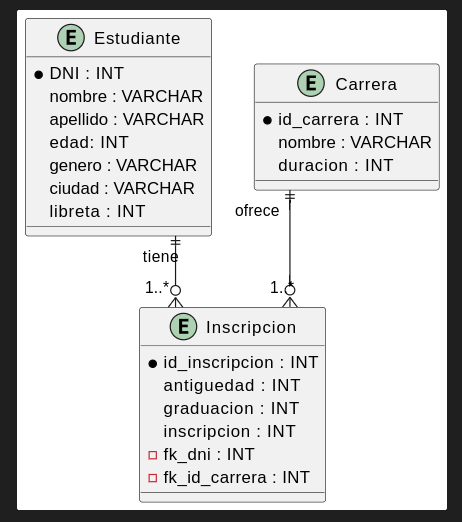 E Estudiante
DNI : INT
nombre : VARCHAR
apellido : VARCHAR
edad: INT
genero : VARCHAR
ciudad : VARCHAR
libreta : INT
E Carrera
id_carrera : INT
nombre : VARCHAR
duracion : INT
tiene
ofrece
1..*
1..*
E Inscripcion
id_inscripcion : INT
antiguedad : INT
graduacion : INT
inscripcion : INT
fk_dni : INT
fk_id_carrera : INT